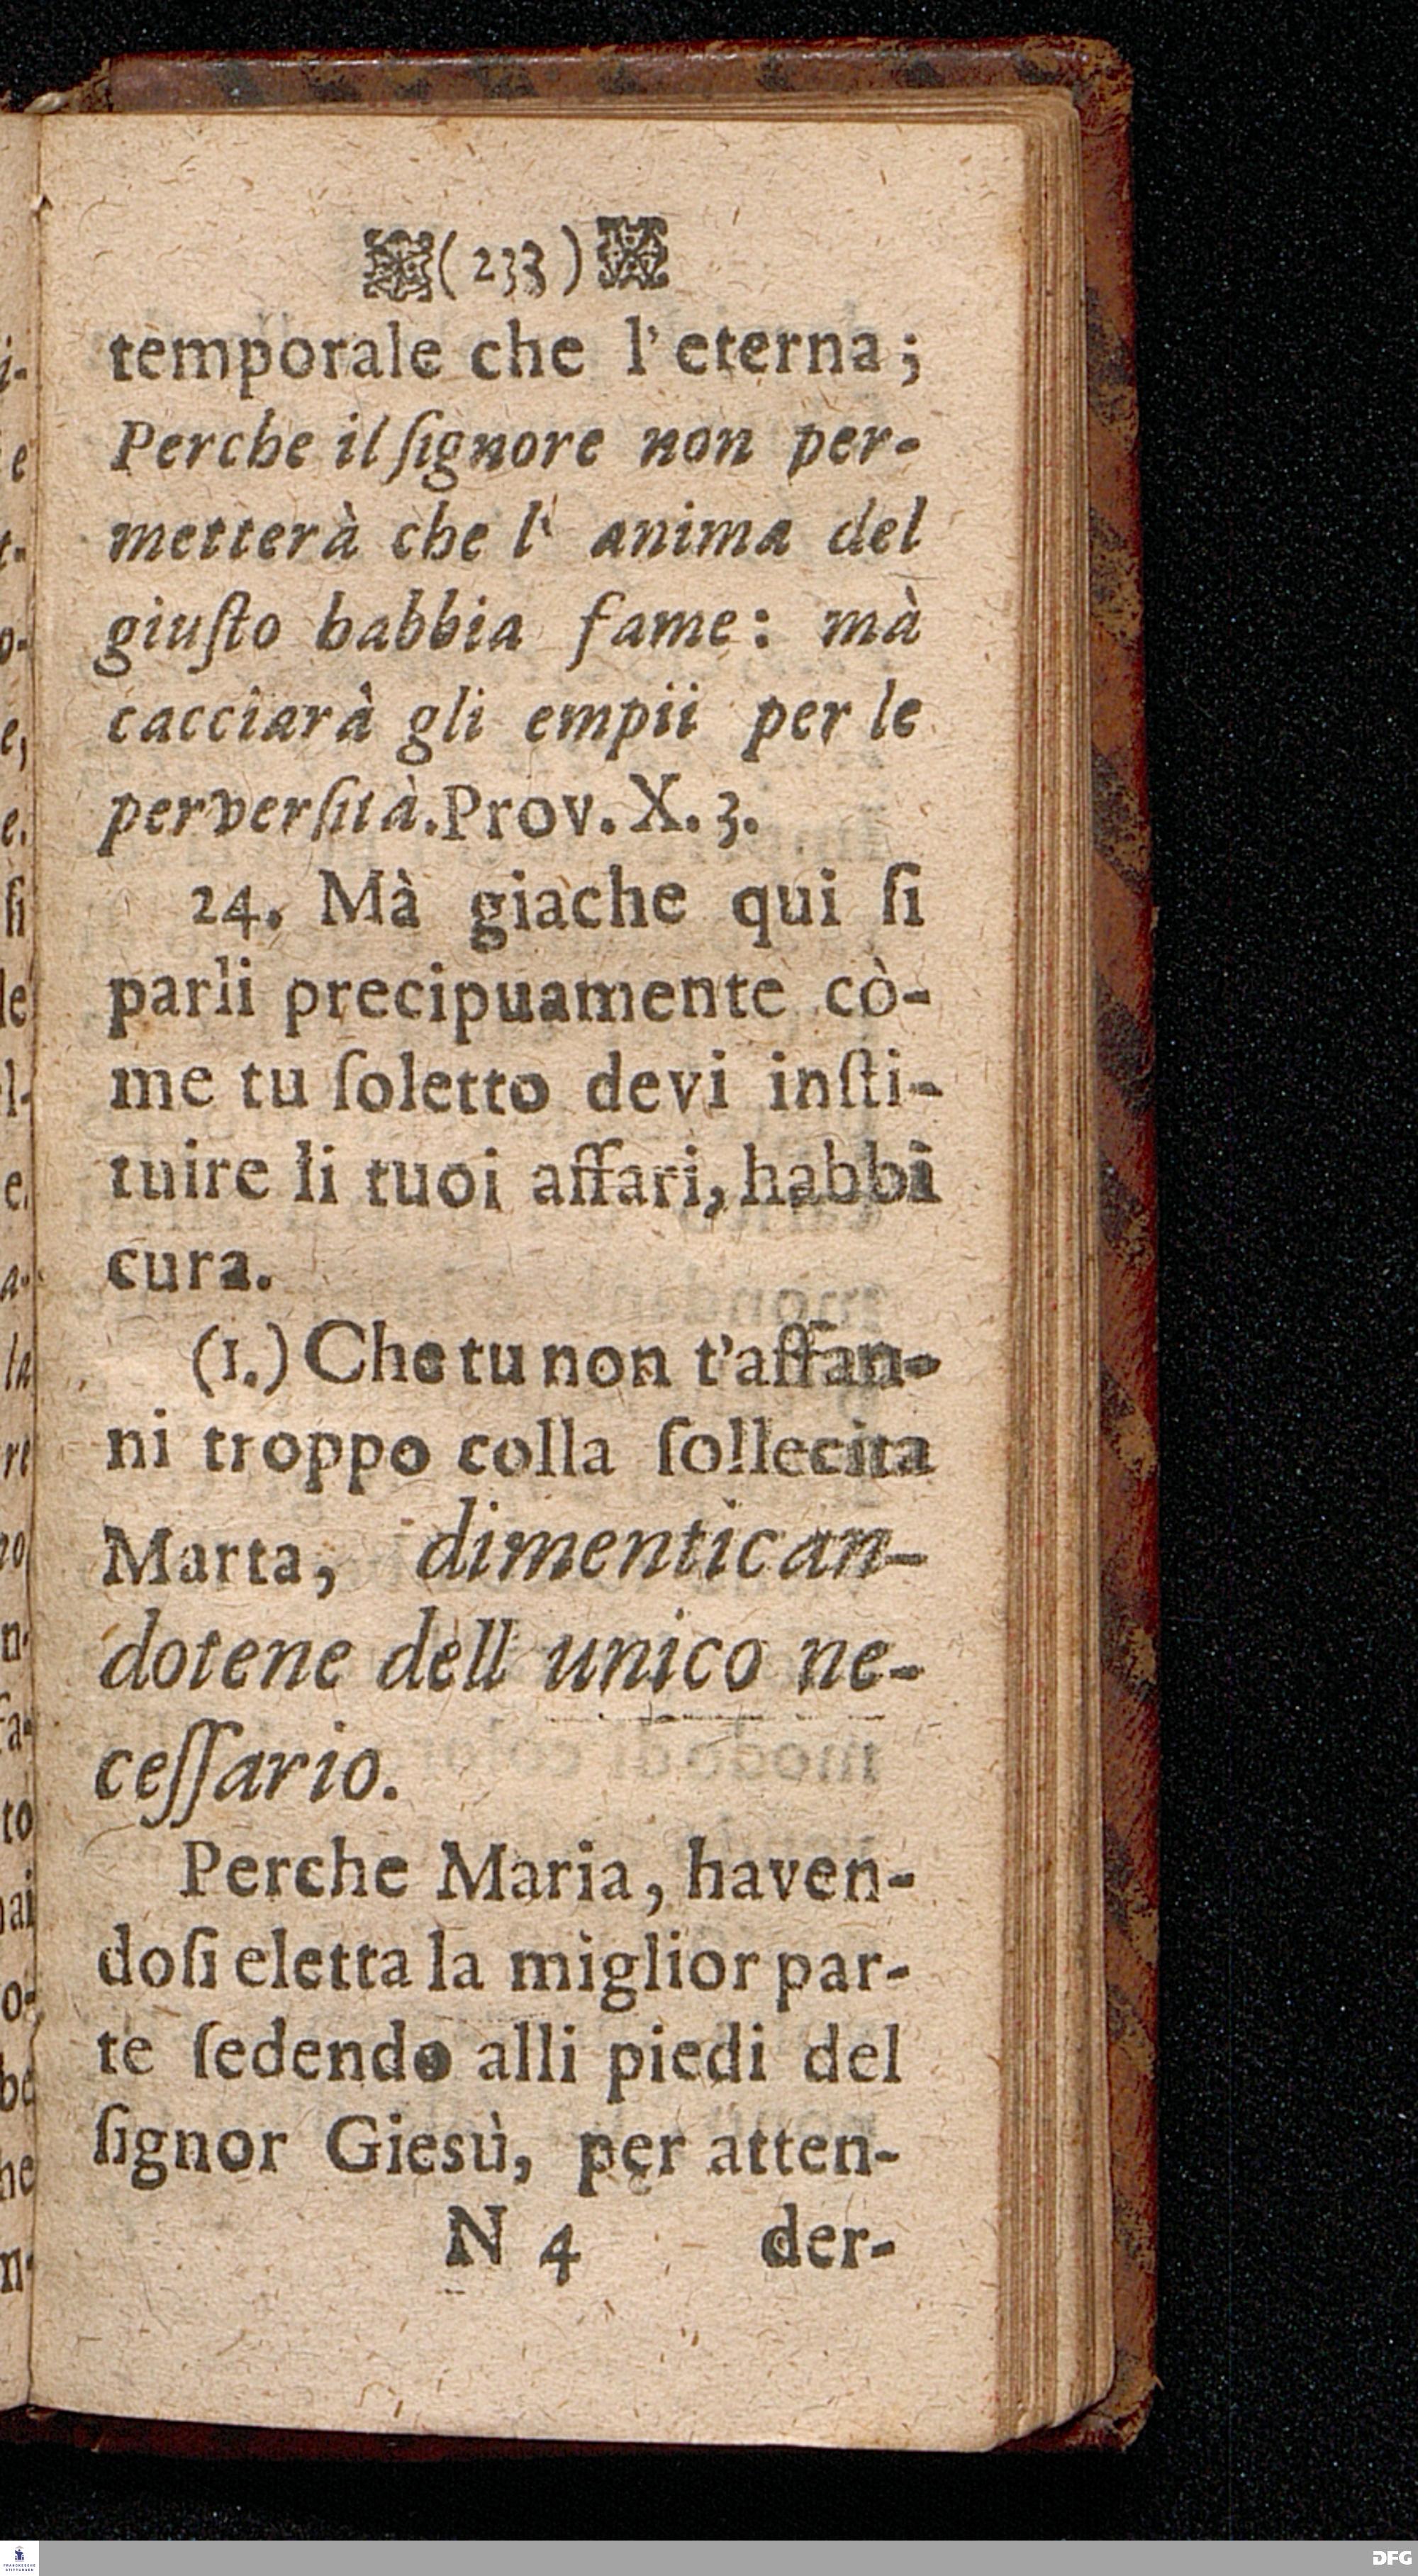 (233)
temporale che l' eterna;
Perche il ſignore non per-
metterà che l' anima del
giuſto habbia fame: mà
cacciarà gli empii per le
perverſità. Prov. X. 3.
24. Mà giache qui ſi
parli precipuamente cò-
me tu ſoletto devi inſti-
tuire li tuoi affari, habbi
cura.
(1.) Che tu non t'affan-
ni troppo colla ſollecita
Marta, dimentican-
dotene dell unico ne-
ceſſario.
Perche Maria, haven-
doſi eletta la miglior par-
te ſedendo alli piedi del
ſignor Giesù, per atten-
N 4 der-
DFG